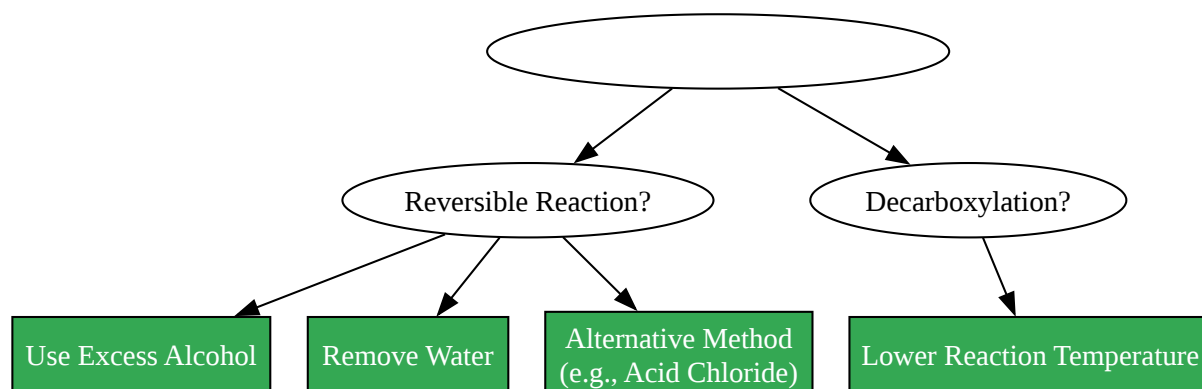 Reversible Reaction?
Decarboxylation?
Use Excess Alcohol
Remove Water
Alternative Method
(e.g., Acid Chloride)
Lower Reaction Temperature